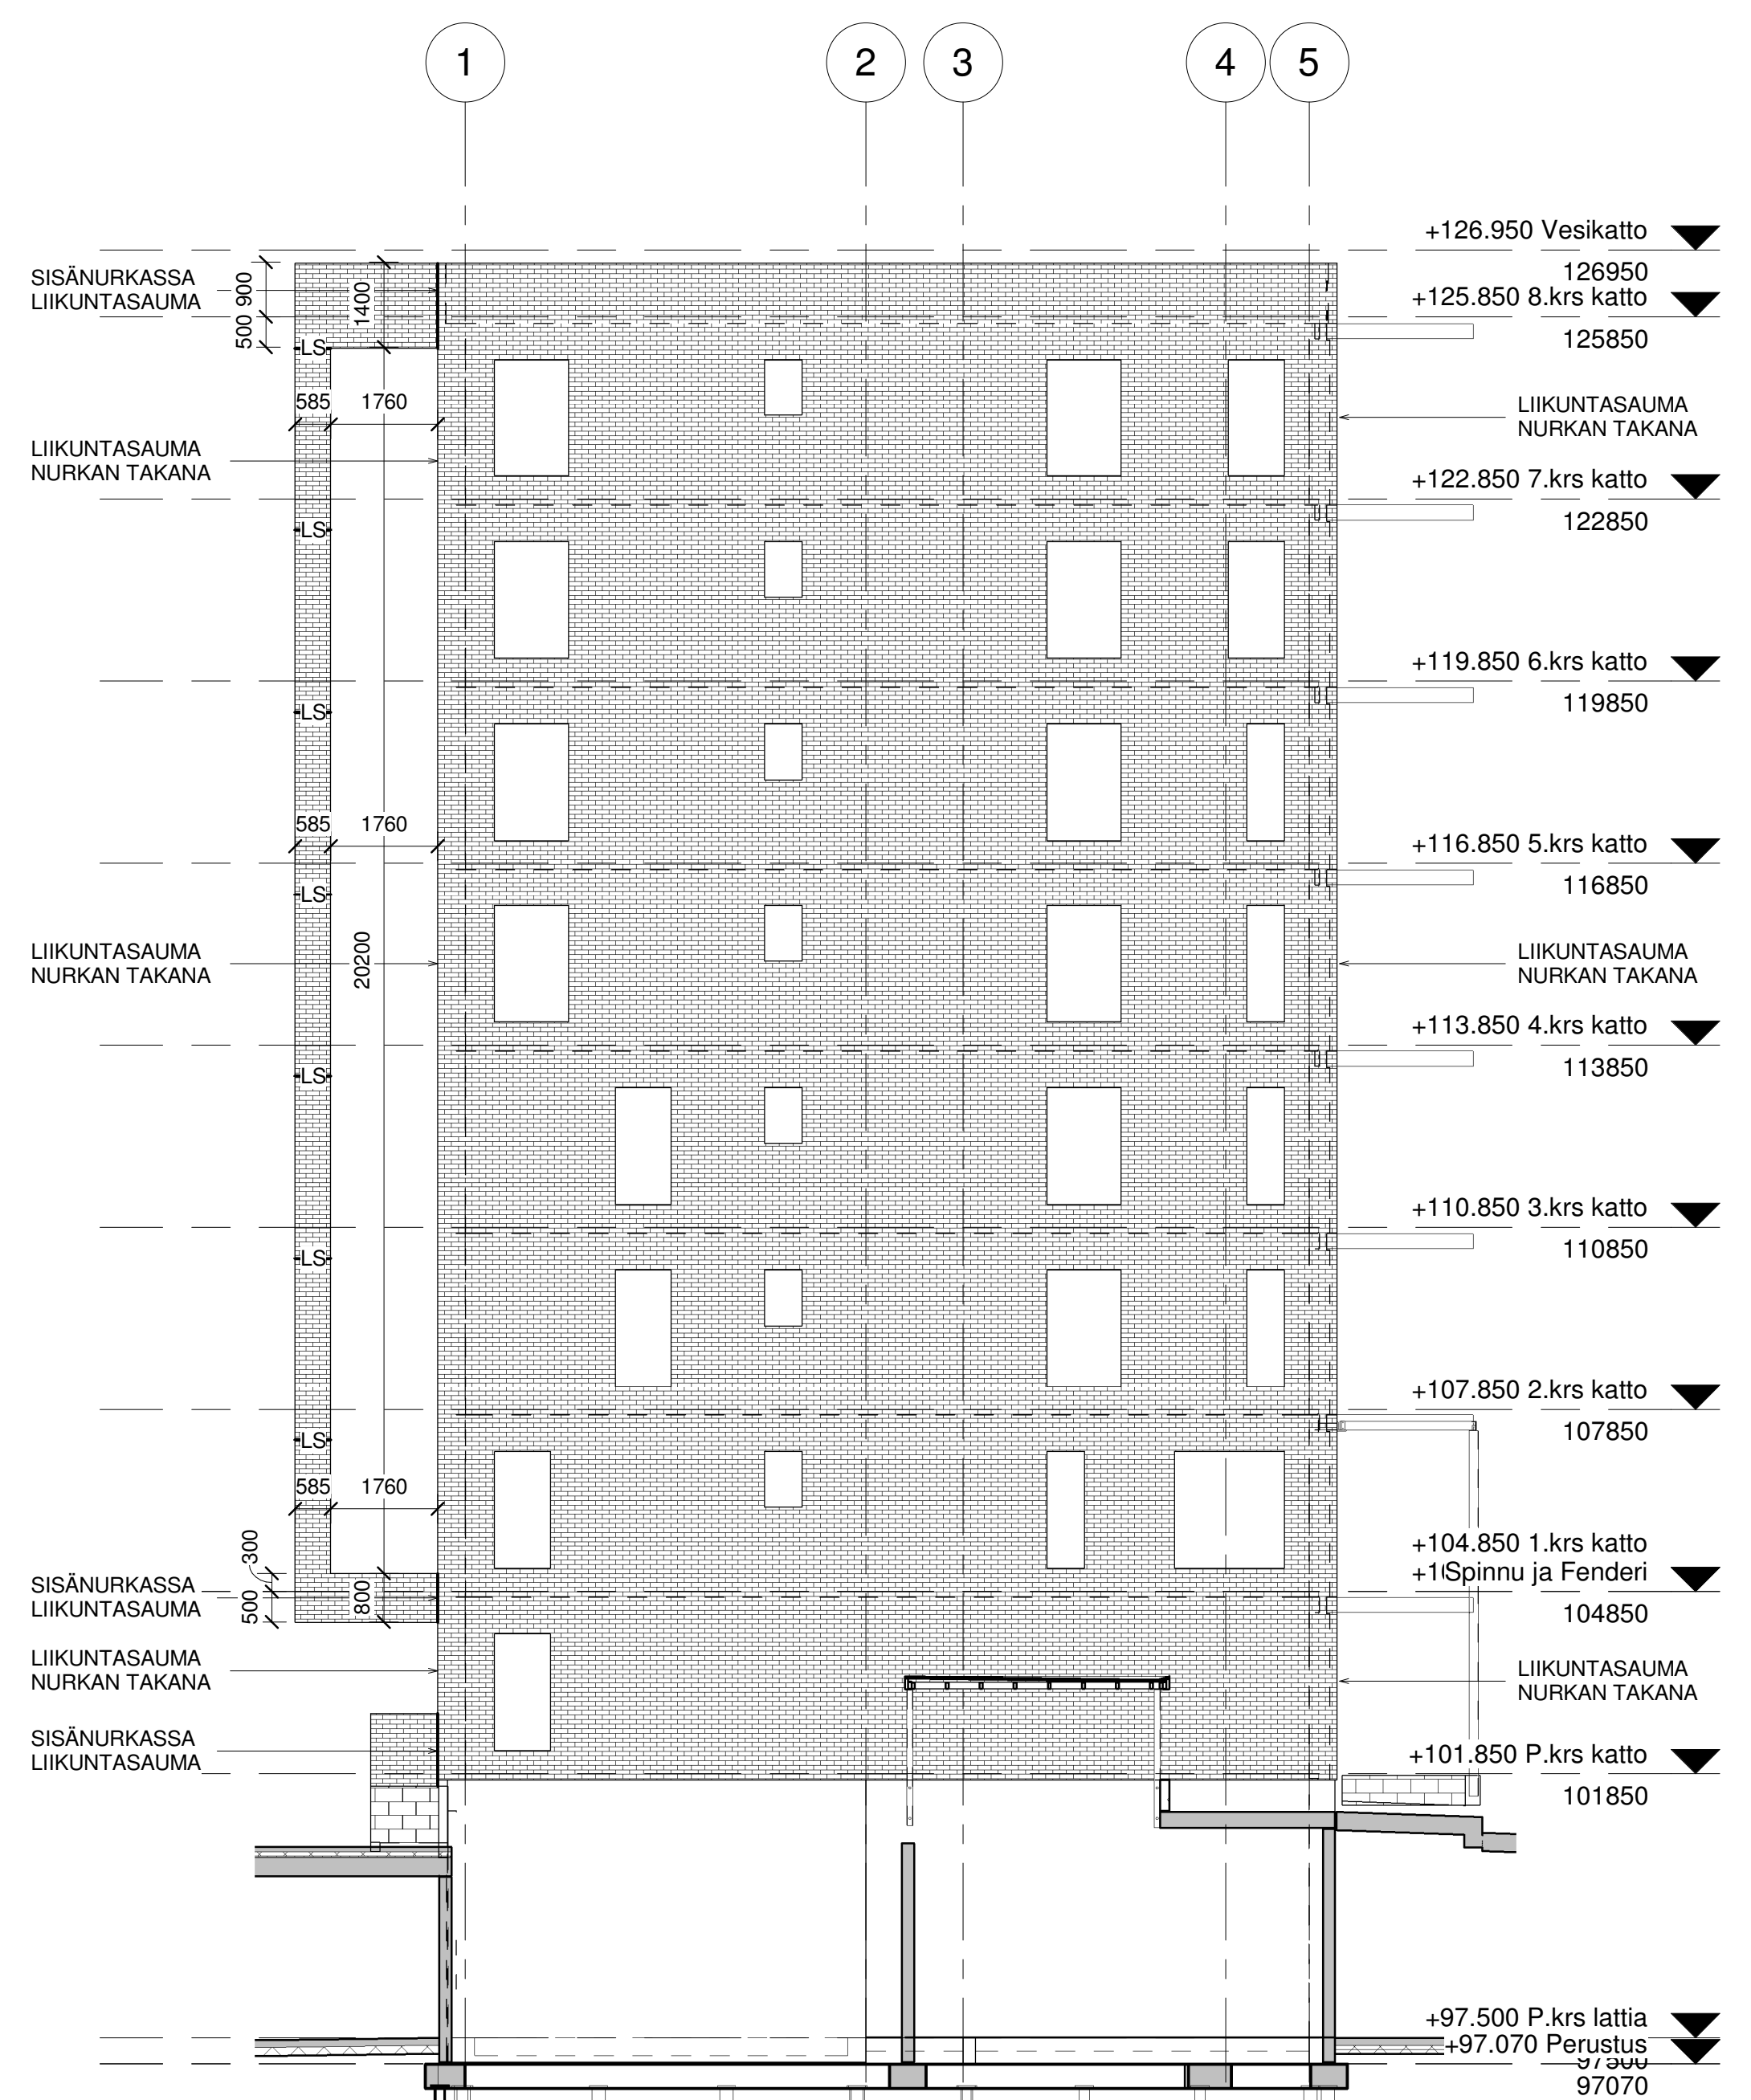 1
2
3
4
5
+126.950 Vesikatto
126950
SISÄNURKASSA
LIIKUNTASAUMA
900
500
1400
+125.850 8.krs katto
125850
LS
585
1760
LIIKUNTASAUMA
NURKAN TAKANA
LIIKUNTASAUMA
NURKAN TAKANA
+122.850 7.krs katto
122850
LS
+119.850 6.krs katto
119850
LS
585
1760
+116.850 5.krs katto
116850
LS
20200
LIIKUNTASAUMA
NURKAN TAKANA
LIIKUNTASAUMA
NURKAN TAKANA
+113.850 4.krs katto
113850
LS
+110.850 3.krs katto
110850
LS
+107.850 2.krs katto
107850
LS
585
1760
300
500
800
+104.850 1.krs katto
Spinnu ja Fenderi
104850
SISÄNURKASSA
LIIKUNTASAUMA
LIIKUNTASAUMA
NURKAN TAKANA
LIIKUNTASAUMA
NURKAN TAKANA
SISÄNURKASSA
LIIKUNTASAUMA
+101.850 P.krs katto
101850
+97.500 P.krs lattia
+97.070 Perustus
97500
97070